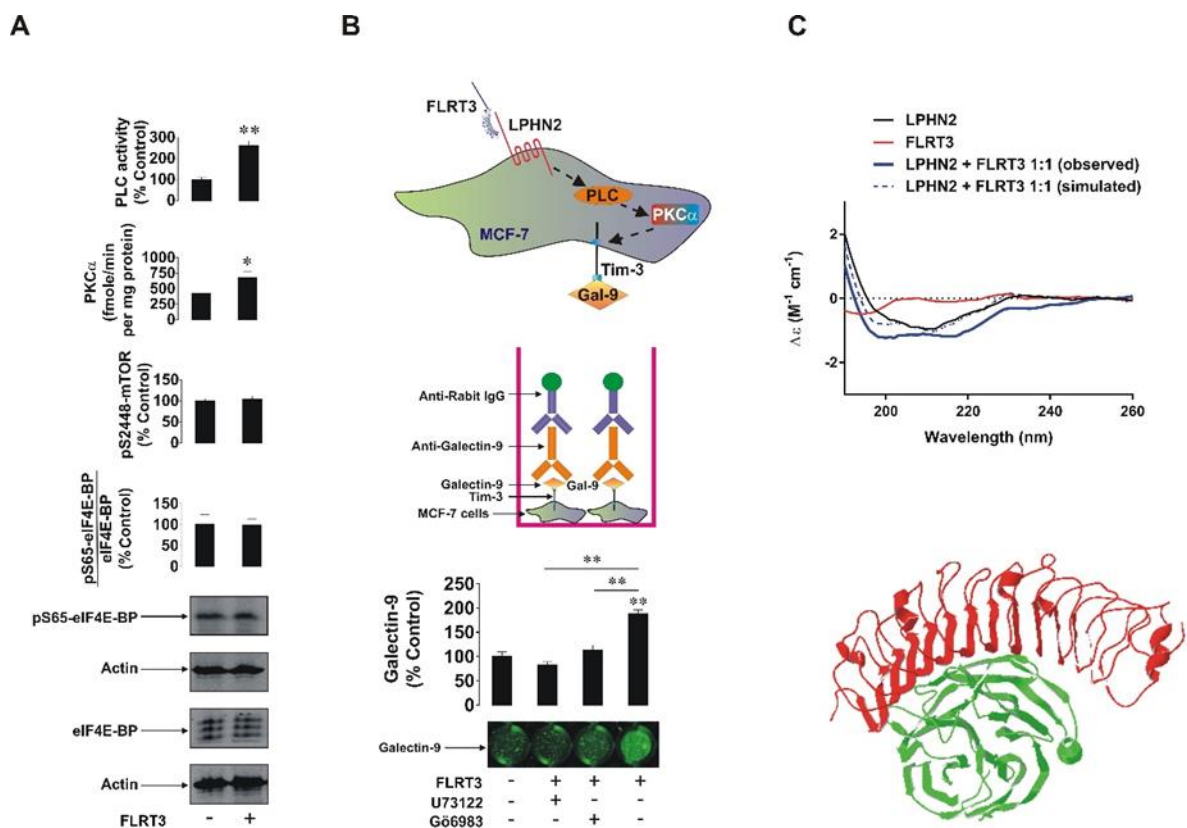 A
PLC activity
(% Control)
300
200
100
0
**
PKCα
(fmole/min
per mg protein)
1000
750
500
250
0
*
pS2448-mTOR
(% Control)
150
100
50
0
pS65-eIF4E-BP
eIF4E-BP
(% Control)
150
100
50
0
pS65-eIF4E-BP
Actin
eIF4E-BP
Actin
FLRT3 - +
B
FLRT3
LPHN2
PLC
PKCα
MCF-7
Tim-3
Gal-9
Anti-Rabit IgG
Anti-Galectin-9
Galectin-9
Gal-9
Tim-3
MCF-7 cells
Galectin-9
(% Control)
250
200
150
100
50
0
**
**
**
Galectin-9
FLRT3 - + + +
U73122 - + - -
Gö6983 - - + -
C
LPHN2
FLRT3
LPHN2 + FLRT3 1:1 (observed)
LPHN2 + FLRT3 1:1 (simulated)
Δε (M-1 cm-1)
2
0
-2
200 220 240 260
Wavelength (nm)